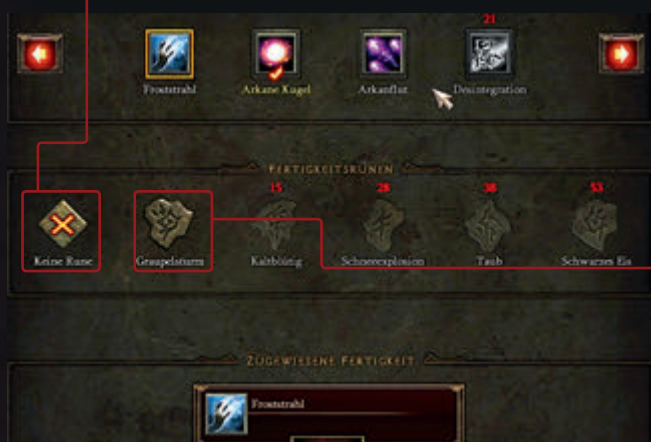 21
Froststrahl Arkane Kugel Arkanflut Desintegration
Fertigkeitsrunen
15 28 38 53
Keine Rune Graupelsturm Kaltblütig Schneeexplosion Taub Schwarzes Eis
Zugewiesene Fertigkeit
Froststrahl